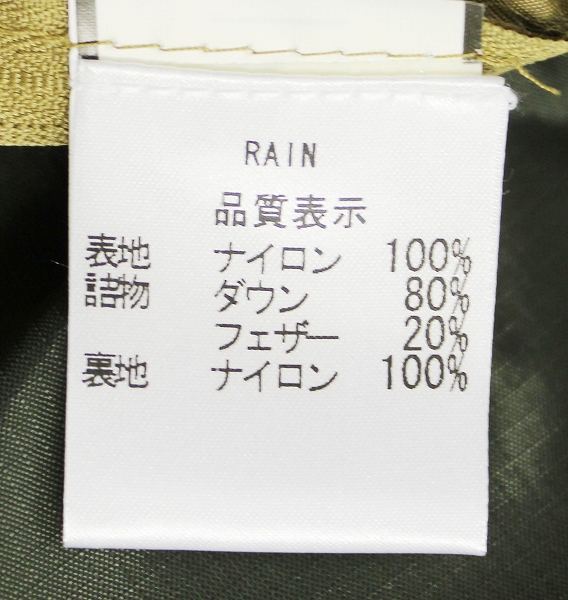 RAIN
品質表示
表地 ナイロン 100%
詰物 ダウン 80%
フェザー 20%
裏地 ナイロン 100%